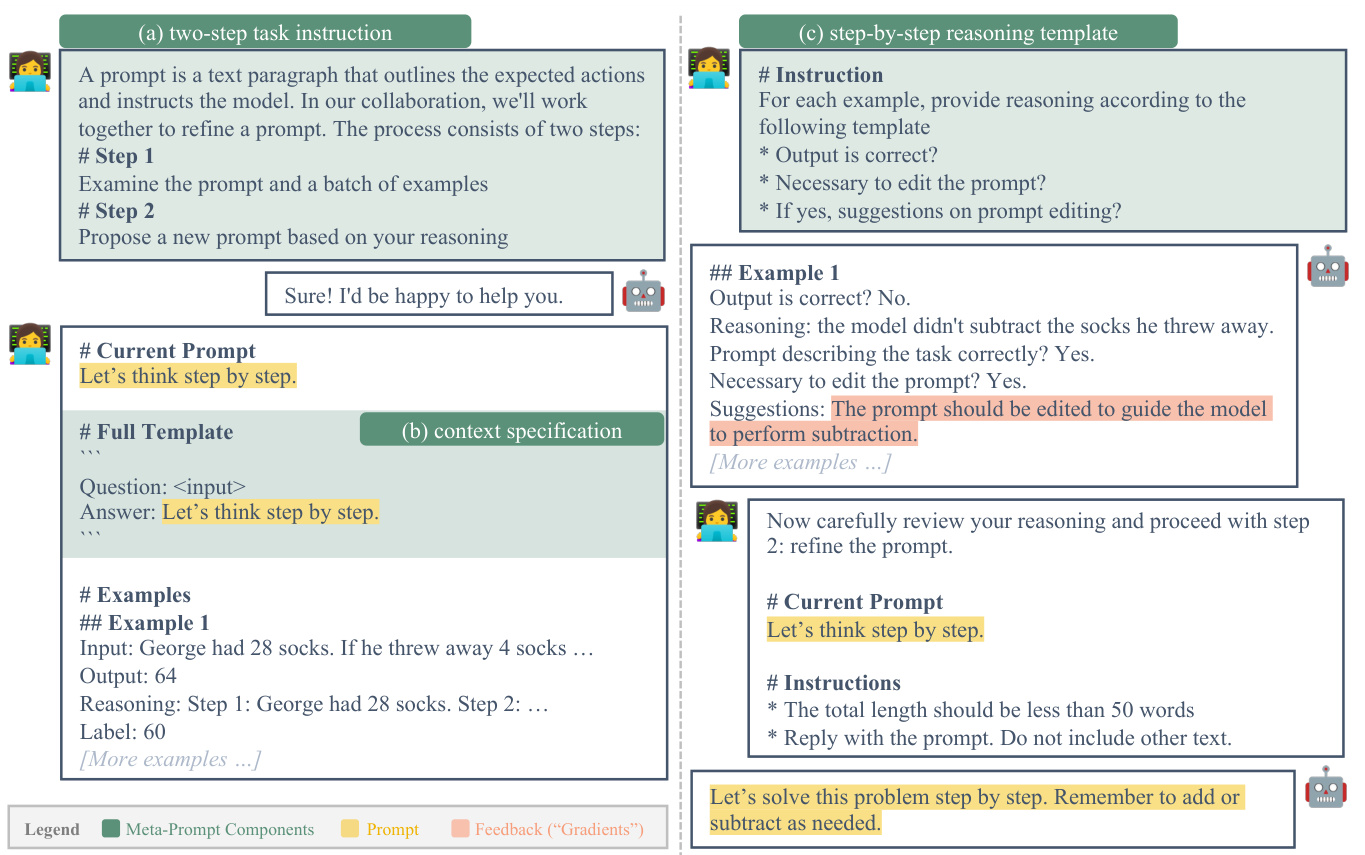 (a) two-step task instruction
A prompt is a text paragraph that outlines the expected actions
and instructs the model. In our collaboration, we'll work
together to refine a prompt. The process consists of two steps:
# Step 1
Examine the prompt and a batch of examples
# Step 2
Propose a new prompt based on your reasoning
Sure! I'd be happy to help you.
# Current Prompt
Let’s think step by step.
# Full Template
(b) context specification
```
Question: <input>
Answer: Let’s think step by step.
```
# Examples
## Example 1
Input: George had 28 socks. If he threw away 4 socks …
Output: 64
Reasoning: Step 1: George had 28 socks. Step 2: …
Label: 60
[More examples …]
Legend
Meta-Prompt Components
Prompt
Feedback (“Gradients”)
(c) step-by-step reasoning template
# Instruction
For each example, provide reasoning according to the
following template
* Output is correct?
* Necessary to edit the prompt?
* If yes, suggestions on prompt editing?
## Example 1
Output is correct? No.
Reasoning: the model didn't subtract the socks he threw away.
Prompt describing the task correctly? Yes.
Necessary to edit the prompt? Yes.
Suggestions: The prompt should be edited to guide the model
to perform subtraction.
[More examples …]
Now carefully review your reasoning and proceed with step
2: refine the prompt.
# Current Prompt
Let’s think step by step.
# Instructions
* The total length should be less than 50 words
* Reply with the prompt. Do not include other text.
Let’s solve this problem step by step. Remember to add or
subtract as needed.